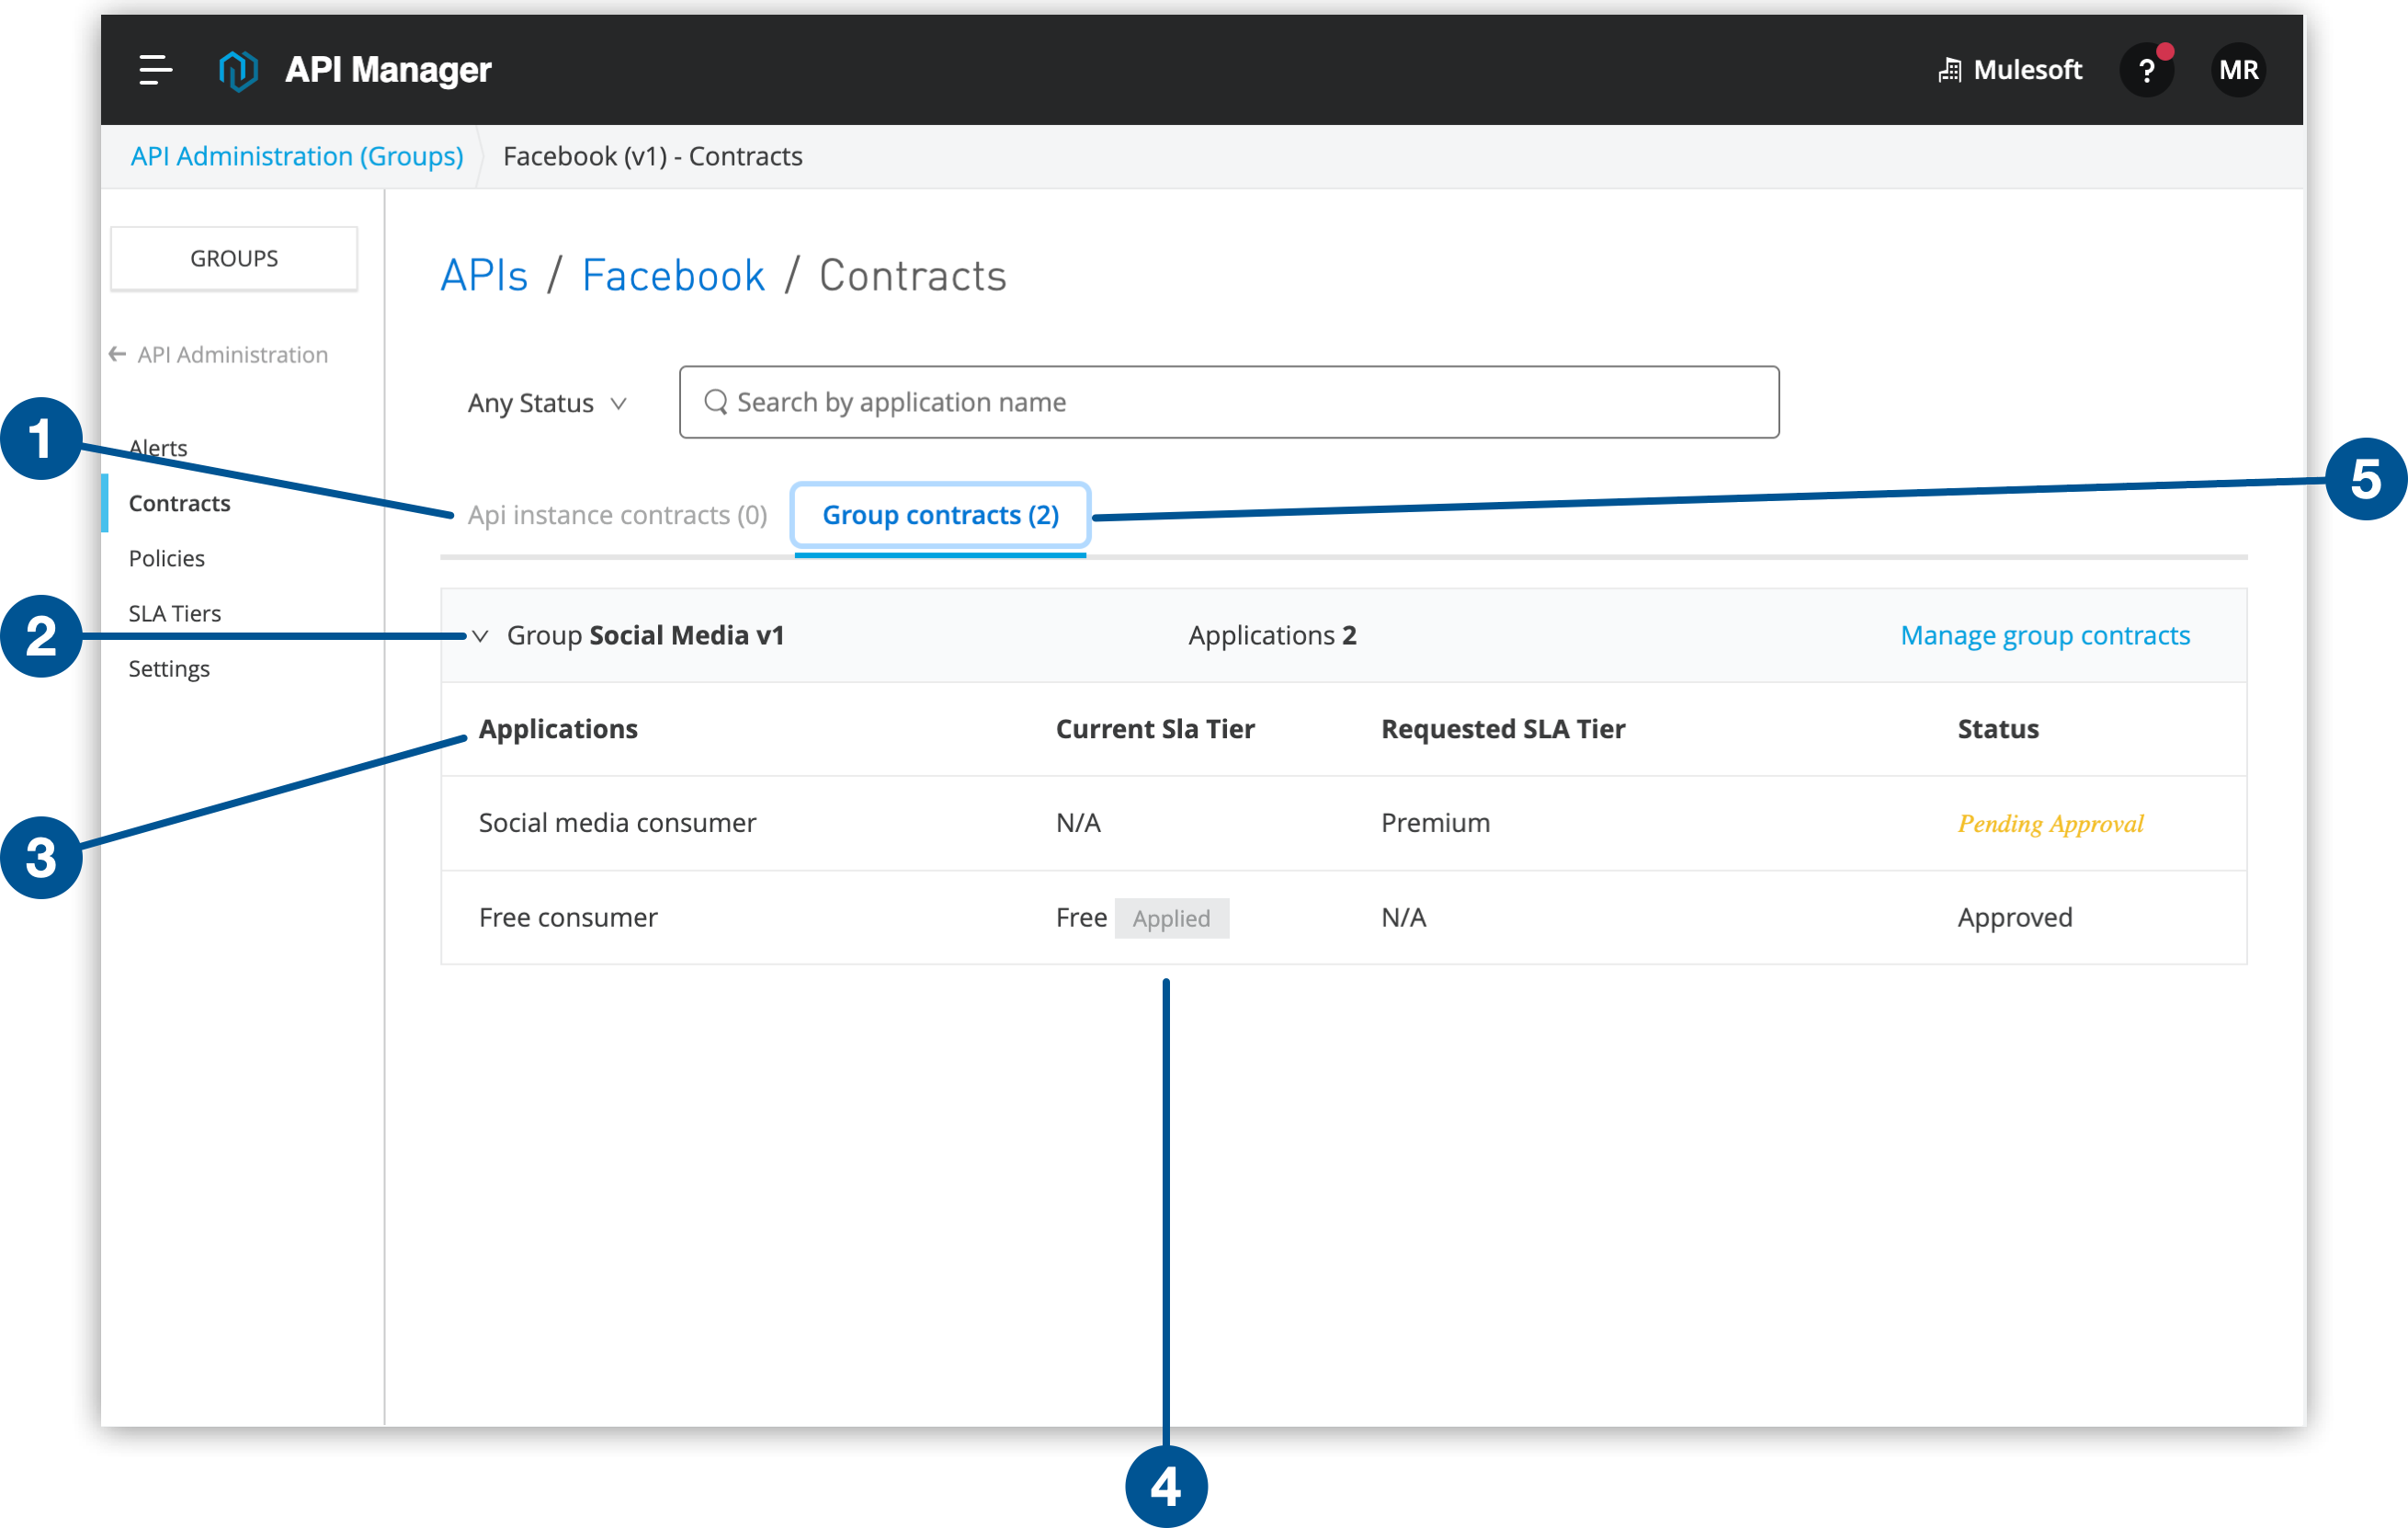 API Manager
Mulesoft ? MR
API Administration (Groups) Facebook (v1) - Contracts
GROUPS
APIs / Facebook / Contracts
API Administration
Any Status Search by application name
1
Alerts
5
Contracts
Api instance contracts (0) Group contracts (2)
Policies
SLA Tiers
2
Group Social Media v1 Applications 2 Manage group contracts
Settings
Applications Current Sla Tier Requested SLA Tier Status
Social media consumer N/A Premium Pending Approval
3
Free consumer Free Applied N/A Approved
4